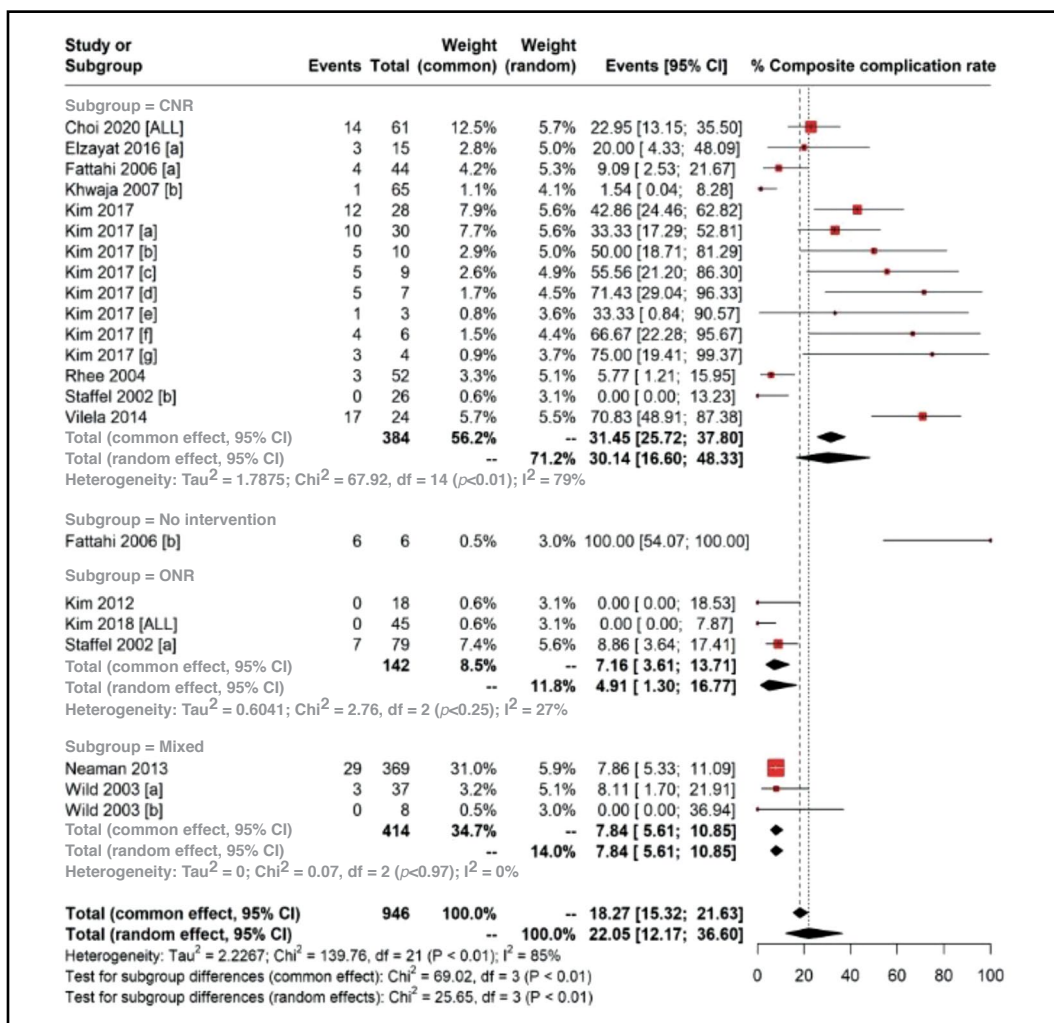 Study or Weight Weight
Subgroup Events Total (common) (random) Events [95% CI] % Composite complication rate
Subgroup = CNR
Choi 2020 [ALL] 14 61 12.5% 5.7% 22.95 [13.15; 35.50]
Elzayat 2016 [a] 3 15 2.8% 5.0% 20.00 [ 4.33; 48.09]
Fattahi 2006 [a] 4 44 4.2% 5.3% 9.09 [ 2.53; 21.67]
Khwaja 2007 [b] 1 65 1.1% 4.1% 1.54 [ 0.04; 8.28]
Kim 2017 12 28 7.9% 5.6% 42.86 [24.46; 62.82]
Kim 2017 [a] 10 30 7.7% 5.6% 33.33 [17.29; 52.81]
Kim 2017 [b] 5 10 2.9% 5.0% 50.00 [18.71; 81.29]
Kim 2017 [c] 5 9 2.6% 4.9% 55.56 [21.20; 86.30]
Kim 2017 [d] 5 7 1.7% 4.5% 71.43 [29.04; 96.33]
Kim 2017 [e] 1 3 0.8% 3.6% 33.33 [ 0.84; 90.57]
Kim 2017 [f] 4 6 1.5% 4.4% 66.67 [22.28; 95.67]
Kim 2017 [g] 3 4 0.9% 3.7% 75.00 [19.41; 99.37]
Rhee 2004 3 52 3.3% 5.1% 5.77 [ 1.21; 15.95]
Staffel 2002 [b] 0 26 0.6% 3.1% 0.00 [ 0.00; 13.23]
Vilela 2014 17 24 5.7% 5.5% 70.83 [48.91; 87.38]
Total (common effect, 95% CI) 384 56.2% -- 31.45 [25.72; 37.80]
Total (random effect, 95% CI) -- 71.2% 30.14 [16.60; 48.33]
Heterogeneity: Tau² = 1.7875; Chi² = 67.92, df = 14 (p<0.01); I² = 79%
Subgroup = No intervention
Fattahi 2006 [b] 6 6 0.5% 3.0% 100.00 [54.07; 100.00]
Subgroup = ONR
Kim 2012 0 18 0.6% 3.1% 0.00 [ 0.00; 18.53]
Kim 2018 [ALL] 0 45 0.6% 3.1% 0.00 [ 0.00; 7.87]
Staffel 2002 [a] 7 79 7.4% 5.6% 8.86 [ 3.64; 17.41]
Total (common effect, 95% CI) 142 8.5% -- 7.16 [ 3.61; 13.71]
Total (random effect, 95% CI) -- 11.8% 4.91 [ 1.30; 16.77]
Heterogeneity: Tau² = 0.6041; Chi² = 2.76, df = 2 (p<0.25); I² = 27%
Subgroup = Mixed
Neaman 2013 29 369 31.0% 5.9% 7.86 [ 5.33; 11.09]
Wild 2003 [a] 3 37 3.2% 5.1% 8.11 [ 1.70; 21.91]
Wild 2003 [b] 0 8 0.5% 3.0% 0.00 [ 0.00; 36.94]
Total (common effect, 95% CI) 414 34.7% -- 7.84 [ 5.61; 10.85]
Total (random effect, 95% CI) -- 14.0% 7.84 [ 5.61; 10.85]
Heterogeneity: Tau² = 0; Chi² = 0.07, df = 2 (p<0.97); I² = 0%
Total (common effect, 95% CI) 946 100.0% -- 18.27 [15.32; 21.63]
Total (random effect, 95% CI) -- 100.0% 22.05 [12.17; 36.60]
Heterogeneity: Tau² = 2.2267; Chi² = 139.76, df = 21 (P < 0.01); I² = 85%
Test for subgroup differences (common effect): Chi² = 69.02, df = 3 (P < 0.01)
Test for subgroup differences (random effects): Chi² = 25.65, df = 3 (P < 0.01)
0 20 40 60 80 100